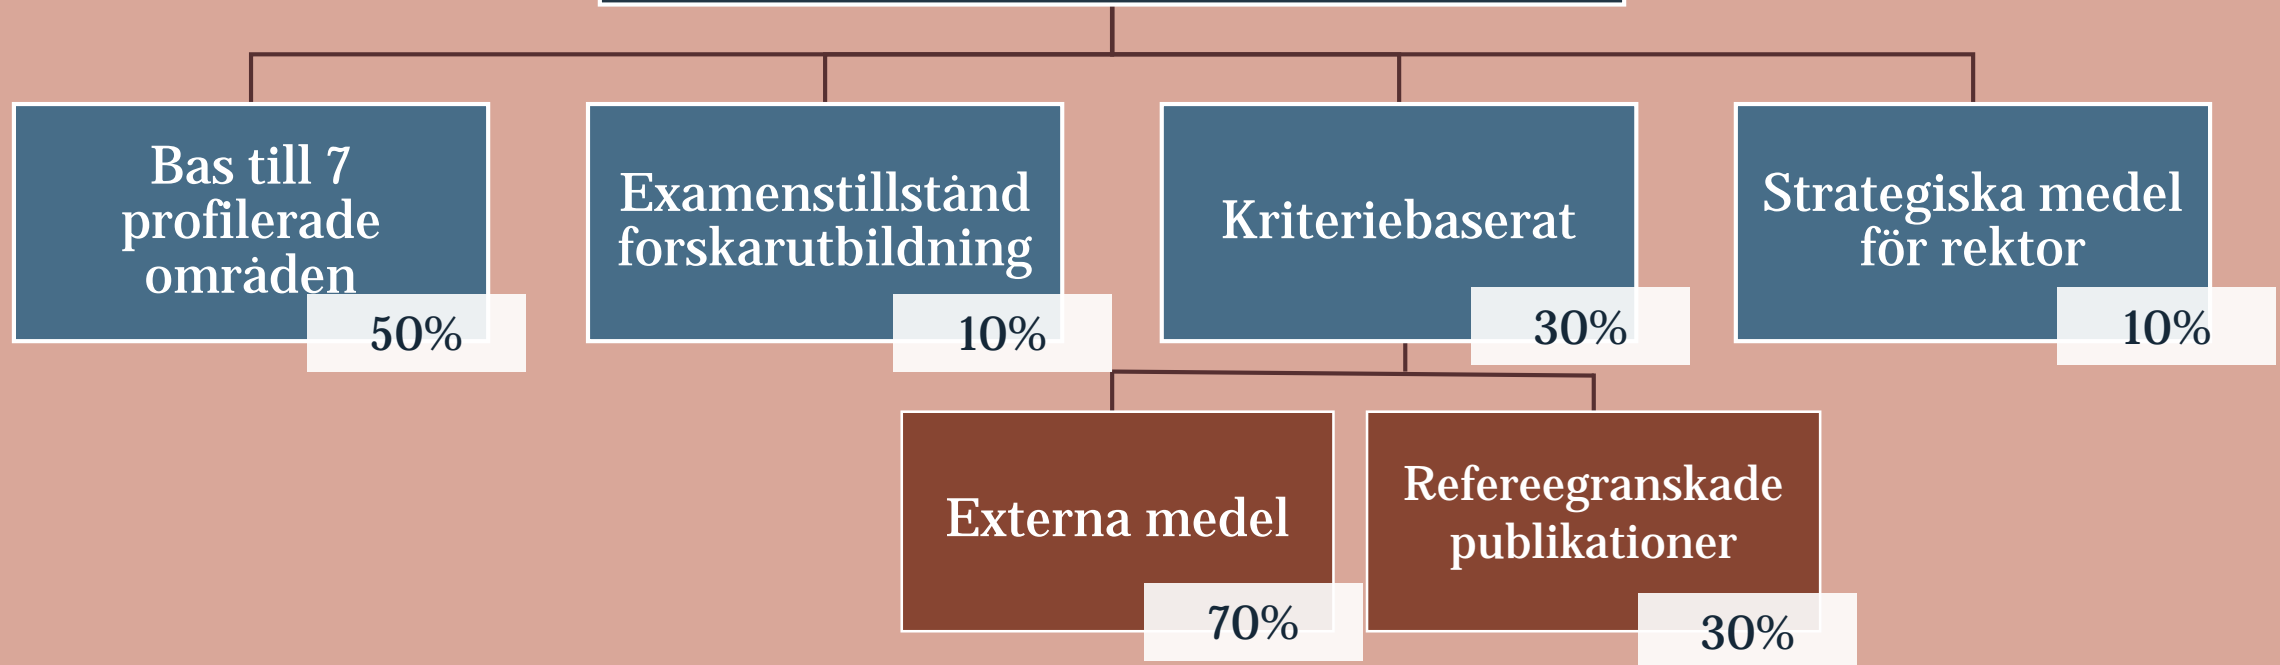 Bas till 7
profilerade
områden
50%
Examenstillstånd
forskarutbildning
10%
Kriteriebaserat
30%
Strategiska medel
för rektor
10%
Externa medel
70%
Refereegranskade
publikationer
30%